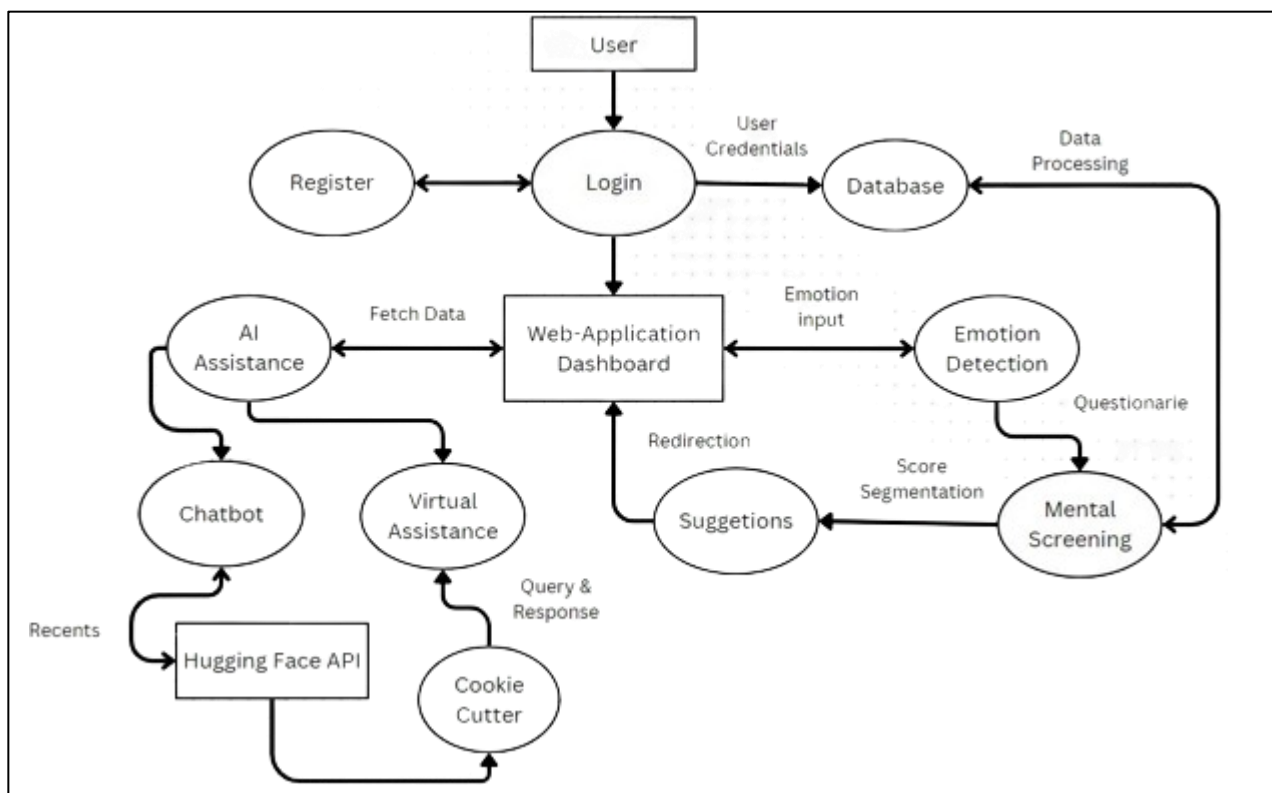 User
User
Credentials
Data
Processing
Register
Login
Database
AI
Assistance
Fetch Data
Web-Application
Dashboard
Emotion
input
Emotion
Detection
Questionarie
Redirection
Score
Segmentation
Chatbot
Virtual
Assistance
Suggetions
Mental
Screening
Query &
Response
Recents
Hugging Face API
Cookie
Cutter